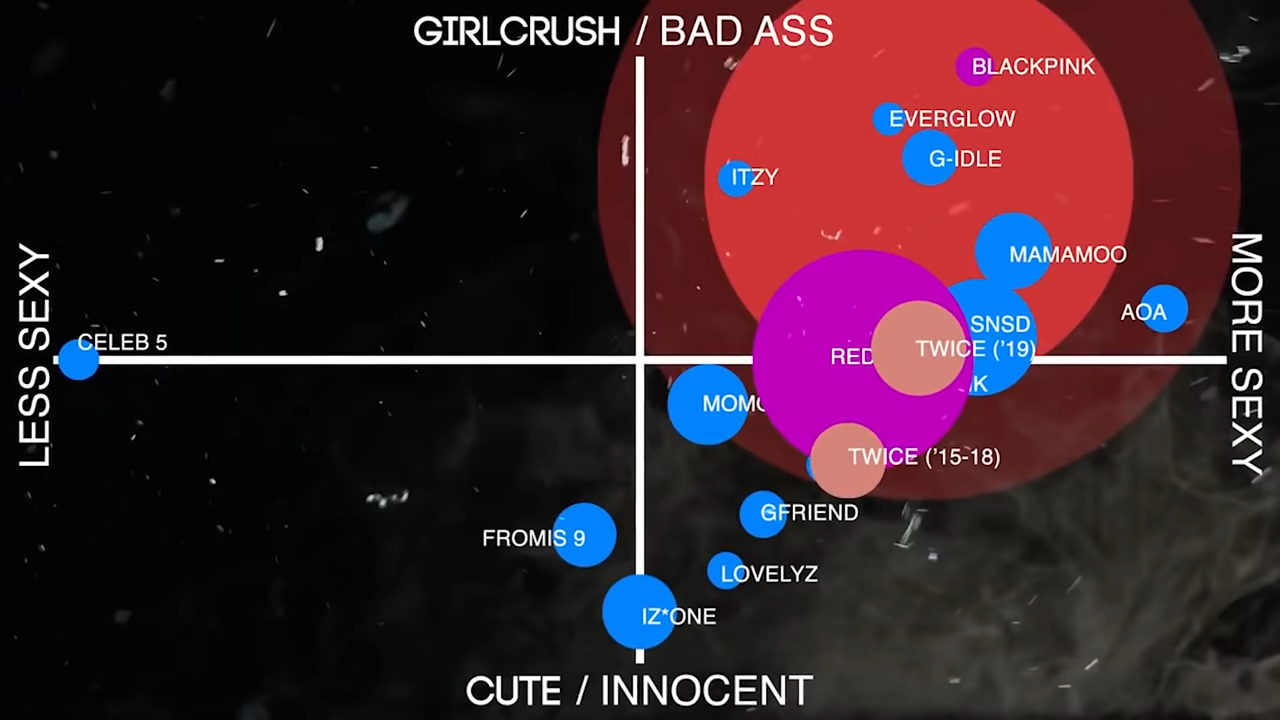 GIRLCRUSH / BAD ASS
BLACKPINK
EVERGLOW
G-IDLE
ITZY
MAMAMOO
AOA
SNSD
CELEB 5
TWICE ('19)
RED
MOMO
TWICE ('15-18)
GFRIEND
FROMIS 9
LOVELYZ
IZ*ONE
LESS SEXY
MORE SEXY
CUTE / INNOCENT